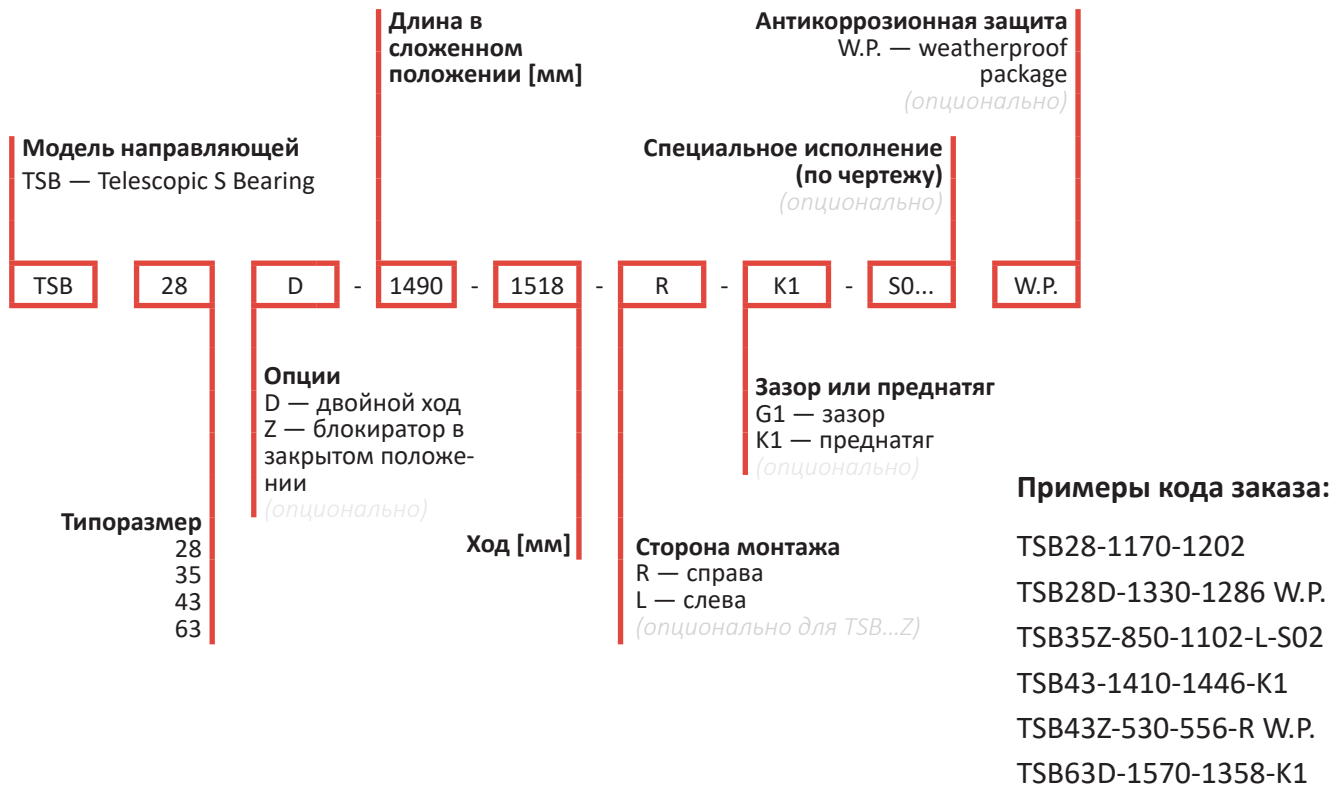 Длина в
сложенном
положении [мм]
Антикоррозионная защита
W.P. — weatherproof
package
(опционально)
Модель направляющей
TSB — Telescopic S Bearing
Специальное исполнение
(по чертежу)
(опционально)
TSB 28 D - 1490 - 1518 - R - K1 - S0... W.P.
Опции
D — двойной ход
Z — блокиратор в
закрытом положе-
нии
(опционально)
Зазор или преднатяг
G1 — зазор
K1 — преднатяг
(опционально)
Типоразмер
28
35
43
63
Ход [мм]
Сторона монтажа
R — справа
L — слева
(опционально для TSB...Z)
Примеры кода заказа:
TSB28-1170-1202
TSB28D-1330-1286 W.P.
TSB35Z-850-1102-L-S02
TSB43-1410-1446-K1
TSB43Z-530-556-R W.P.
TSB63D-1570-1358-K1